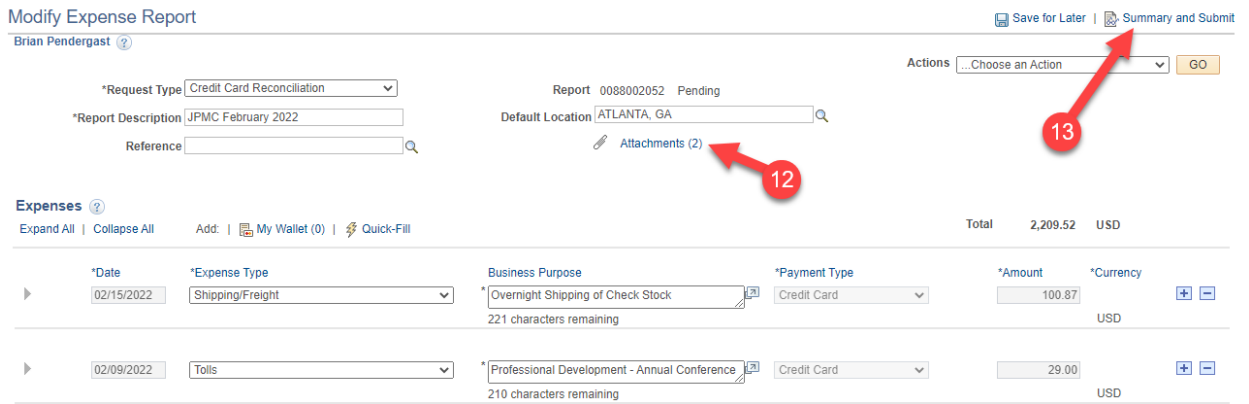 Modify Expense Report
Save for Later | Summary and Submit
Brian Pendergast ?
Actions ...Choose an Action GO
*Request Type Credit Card Reconciliation Report 0088002052 Pending
*Report Description JPMC February 2022 Default Location ATLANTA, GA
13
Reference Attachments (2)
12
Expenses ?
Expand All | Collapse All Add: | My Wallet (0) | Quick-Fill Total 2,209.52 USD
*Date *Expense Type Business Purpose *Payment Type *Amount *Currency
02/15/2022 Shipping/Freight * Overnight Shipping of Check Stock Credit Card 100.87
221 characters remaining USD
02/09/2022 Tolls * Professional Development - Annual Conference Credit Card 29.00
210 characters remaining USD